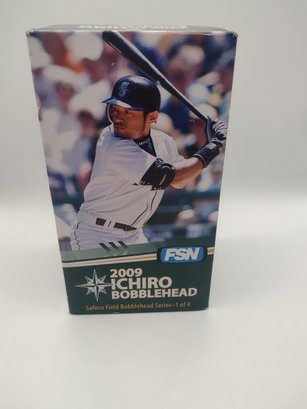 FSN
2009
ICHIRO
BOBBLEHEAD
Safeco Field Bobblehead Series - 1 of 4